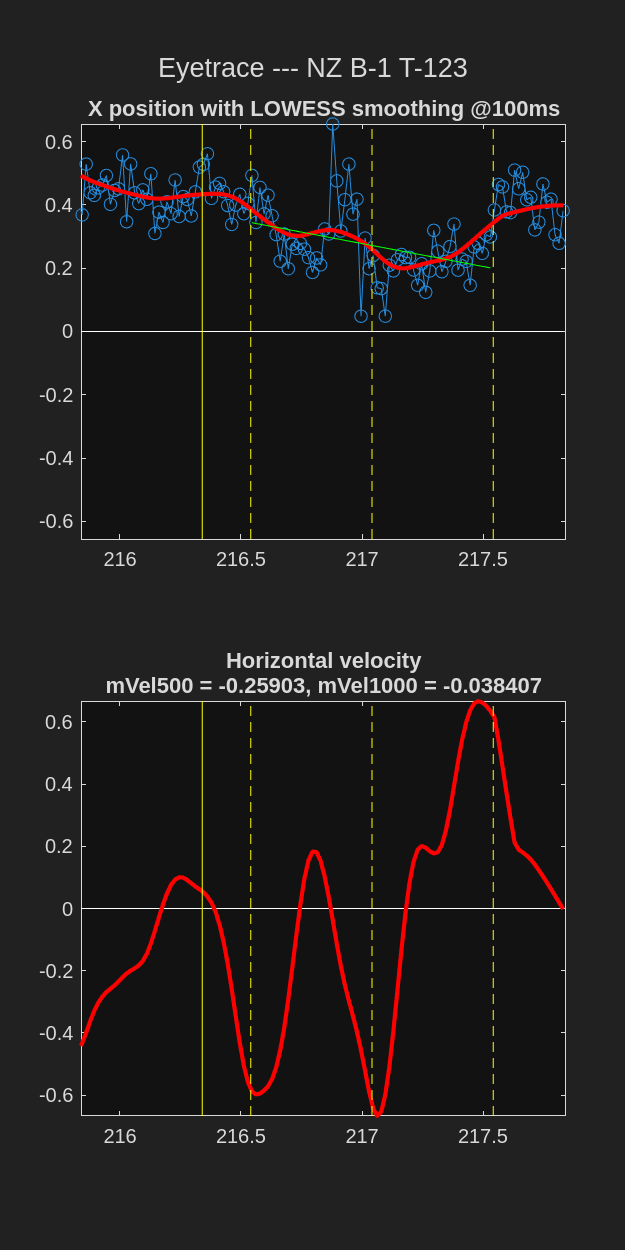 Eyetrace --- NZ B-1 T-123
X position with LOWESS smoothing @100ms
0.6
0.4
0.2
0
-0.2
-0.4
-0.6
216 216.5 217 217.5
Horizontal velocity
mVel500 = -0.25903, mVel1000 = -0.038407
0.6
0.4
0.2
0
-0.2
-0.4
-0.6
216 216.5 217 217.5